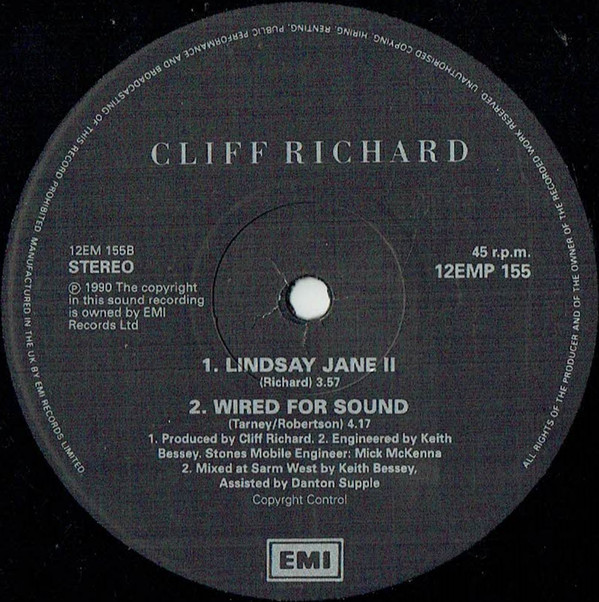 CLIFF RICHARD
12EM 155B
STEREO
℗ 1990 The copyright
in this sound recording
is owned by EMI
Records Ltd
45 r.p.m.
12EMP 155
1. LINDSAY JANE II
(Richard) 3.57
2. WIRED FOR SOUND
(Tarney/Robertson) 4.17
1. Produced by Cliff Richard. 2. Engineered by Keith
Bessey. Stones Mobile Engineer: Mick McKenna
2. Mixed at Sarm West by Keith Bessey,
Assisted by Danton Supple
Copyrght Control
EMI
ALL RIGHTS OF THE PRODUCER AND OF THE OWNER OF THE RECORDED WORK RESERVED. UNAUTHORISED COPYING, HIRING, RENTING, PUBLIC PERFORMANCE AND BROADCASTING OF THIS RECORD PROHIBITED. MANUFACTURED IN THE UK BY EMI RECORDS LIMITED